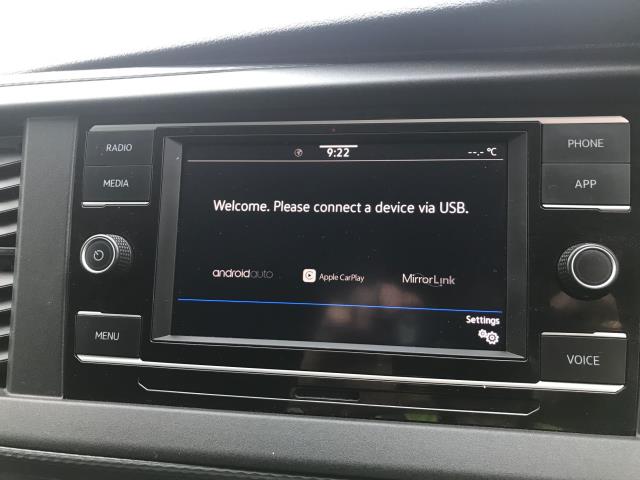 RADIO
MEDIA
MENU
9:22
--.- °C
Welcome. Please connect a device via USB.
androidauto
Apple CarPlay
MirrorLink
Settings
PHONE
APP
VOICE